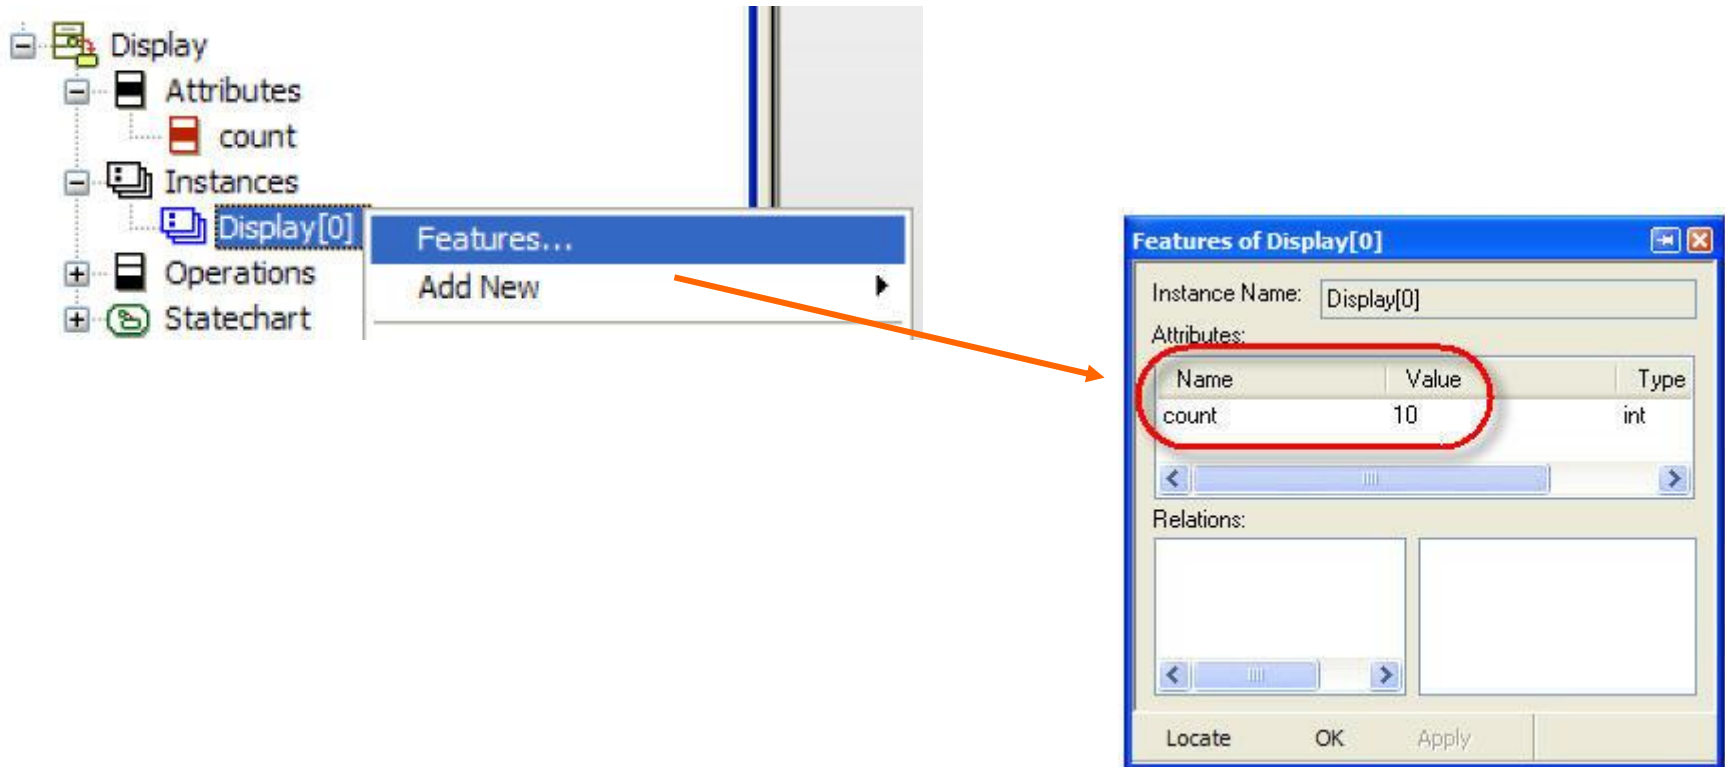 Display
Attributes
count
Instances
Display[0]
Features...
Add New
Operations
Statechart
Features of Display[0]
Instance Name: Display[0]
Attributes:
Name Value Type
count 10 int
Relations:
Locate OK Apply